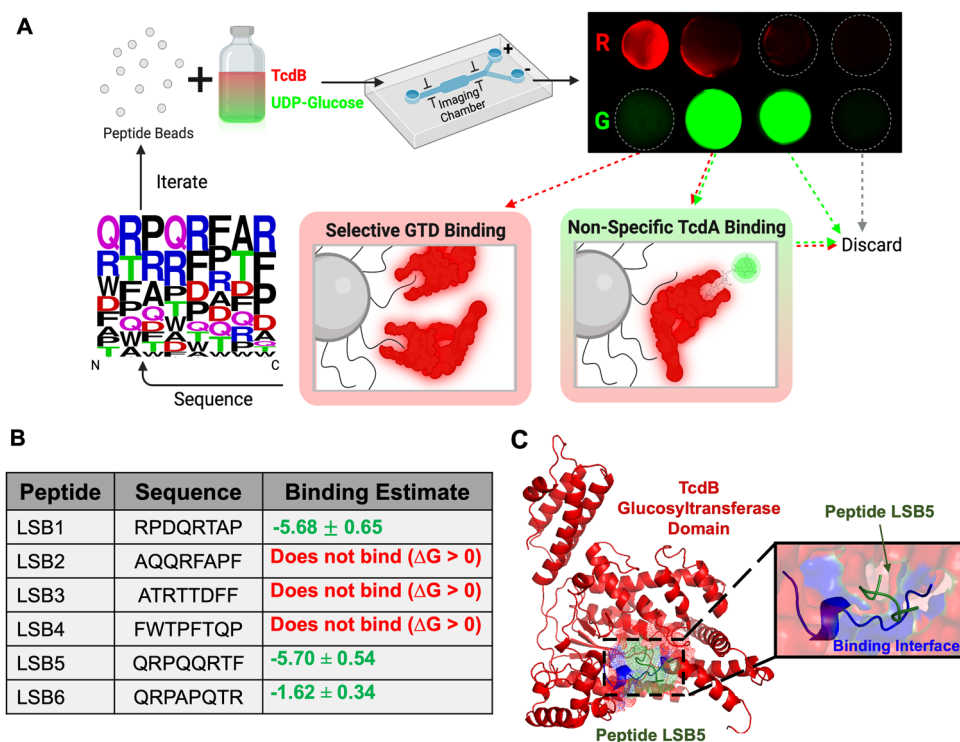 A
Peptide Beads
+
TcdB
UDP-Glucose
+
-
Imaging
Chamber
R
G
Iterate
Selective GTD Binding
Non-Specific TcdA Binding
Discard
QRPQRFAR
N
C
Sequence
B
Peptide Sequence Binding Estimate
LSB1 RPDQRTAP -5.68 ± 0.65
LSB2 AQQRFAPF Does not bind (ΔG > 0)
LSB3 ATRTTDFF Does not bind (ΔG > 0)
LSB4 FWTPFTQP Does not bind (ΔG > 0)
LSB5 QRPQQRTF -5.70 ± 0.54
LSB6 QRPAPQTR -1.62 ± 0.34
C
TcdB
Glucosyltransferase
Domain
Peptide LSB5
Binding Interface
Peptide LSB5